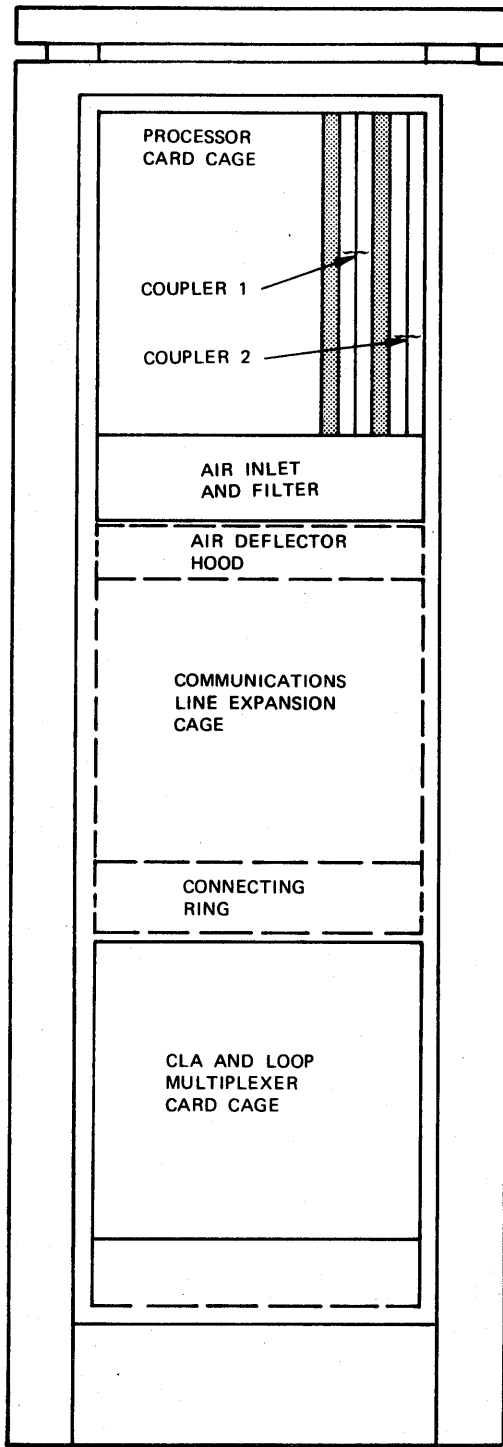 PROCESSOR
CARD CAGE
COUPLER 1
COUPLER 2
AIR INLET
AND FILTER
AIR DEFLECTOR
HOOD
COMMUNICATIONS
LINE EXPANSION
CAGE
CONNECTING
RING
CLA AND LOOP
MULTIPLEXER
CARD CAGE